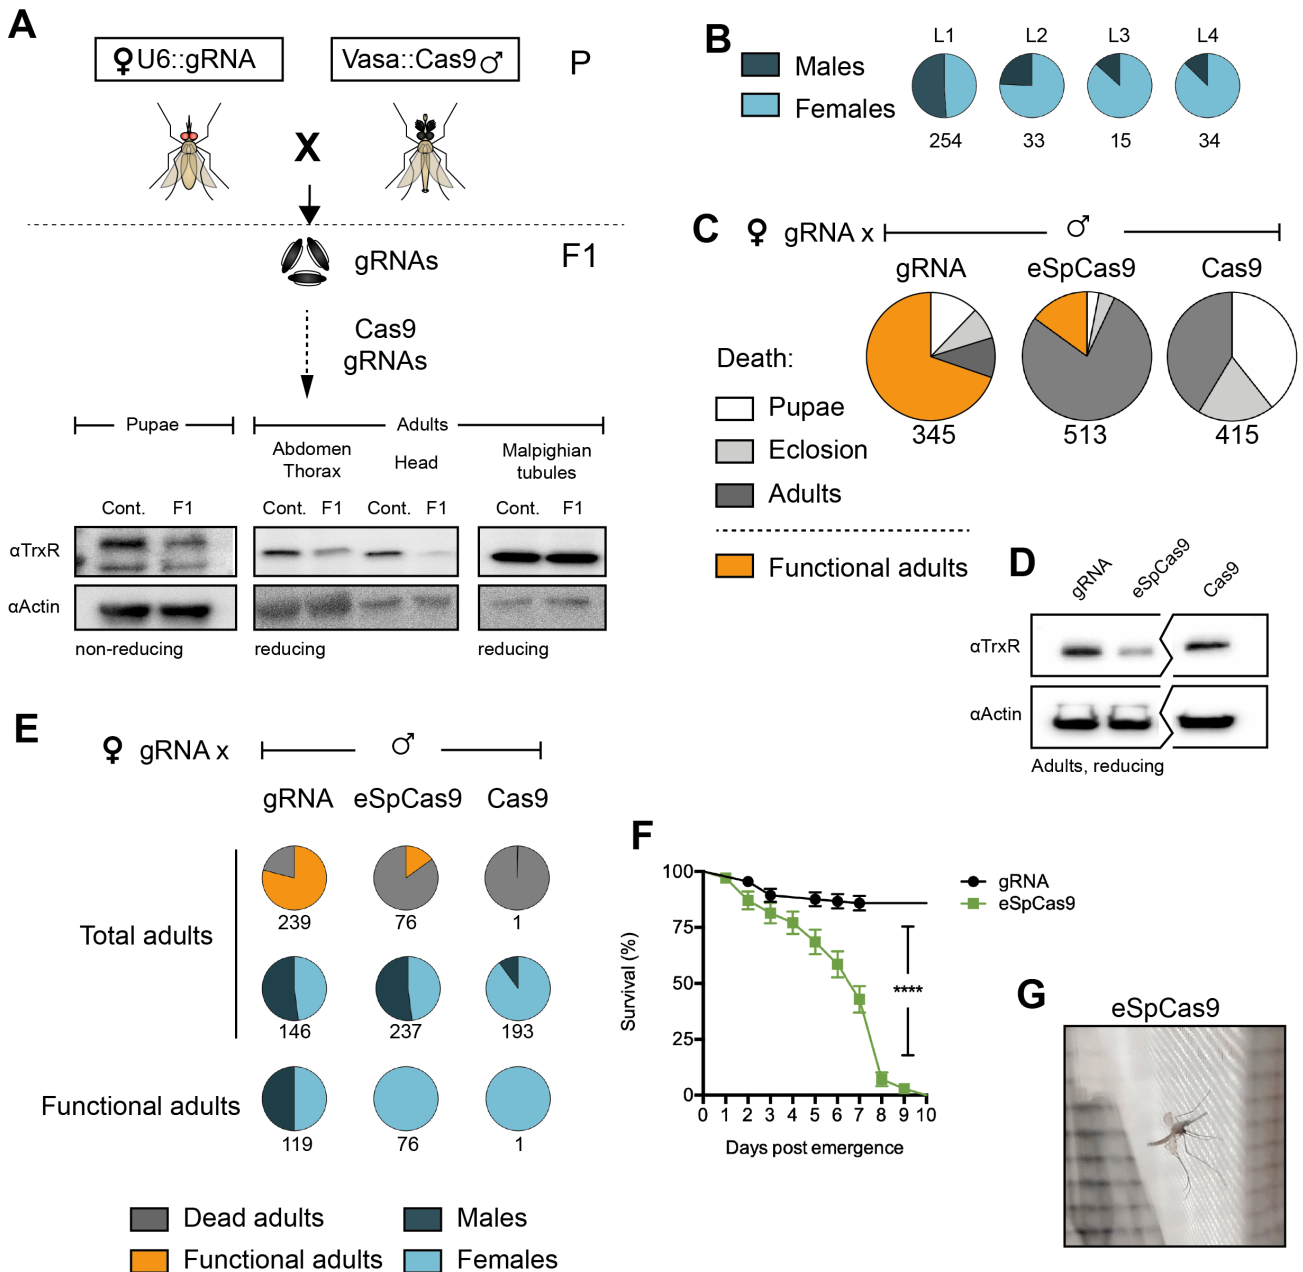 A
♀U6::gRNA
Vasa::Cas9♂
P
X
gRNAs
F1
Cas9
gRNAs
Pupae
Adults
Abdomen
Thorax
Head
Malpighian
tubules
Cont. F1
Cont. F1 Cont. F1
Cont. F1
αTrxR
αActin
non-reducing
reducing
reducing
B
Males
Females
L1 L2 L3 L4
254 33 15 34
C
♀ gRNA x ♂
gRNA eSpCas9 Cas9
345 513 415
Death:
Pupae
Eclosion
Adults
Functional adults
D
gRNA
eSpCas9
Cas9
αTrxR
αActin
Adults, reducing
E
♀ gRNA x ♂
gRNA eSpCas9 Cas9
239 76 1
Total adults
146 237 193
Functional adults
119 76 1
Dead adults
Functional adults
Males
Females
F
100
75
50
25
0
Survival (%)
0 1 2 3 4 5 6 7 8 9 10
Days post emergence
gRNA
eSpCas9
****
G
eSpCas9